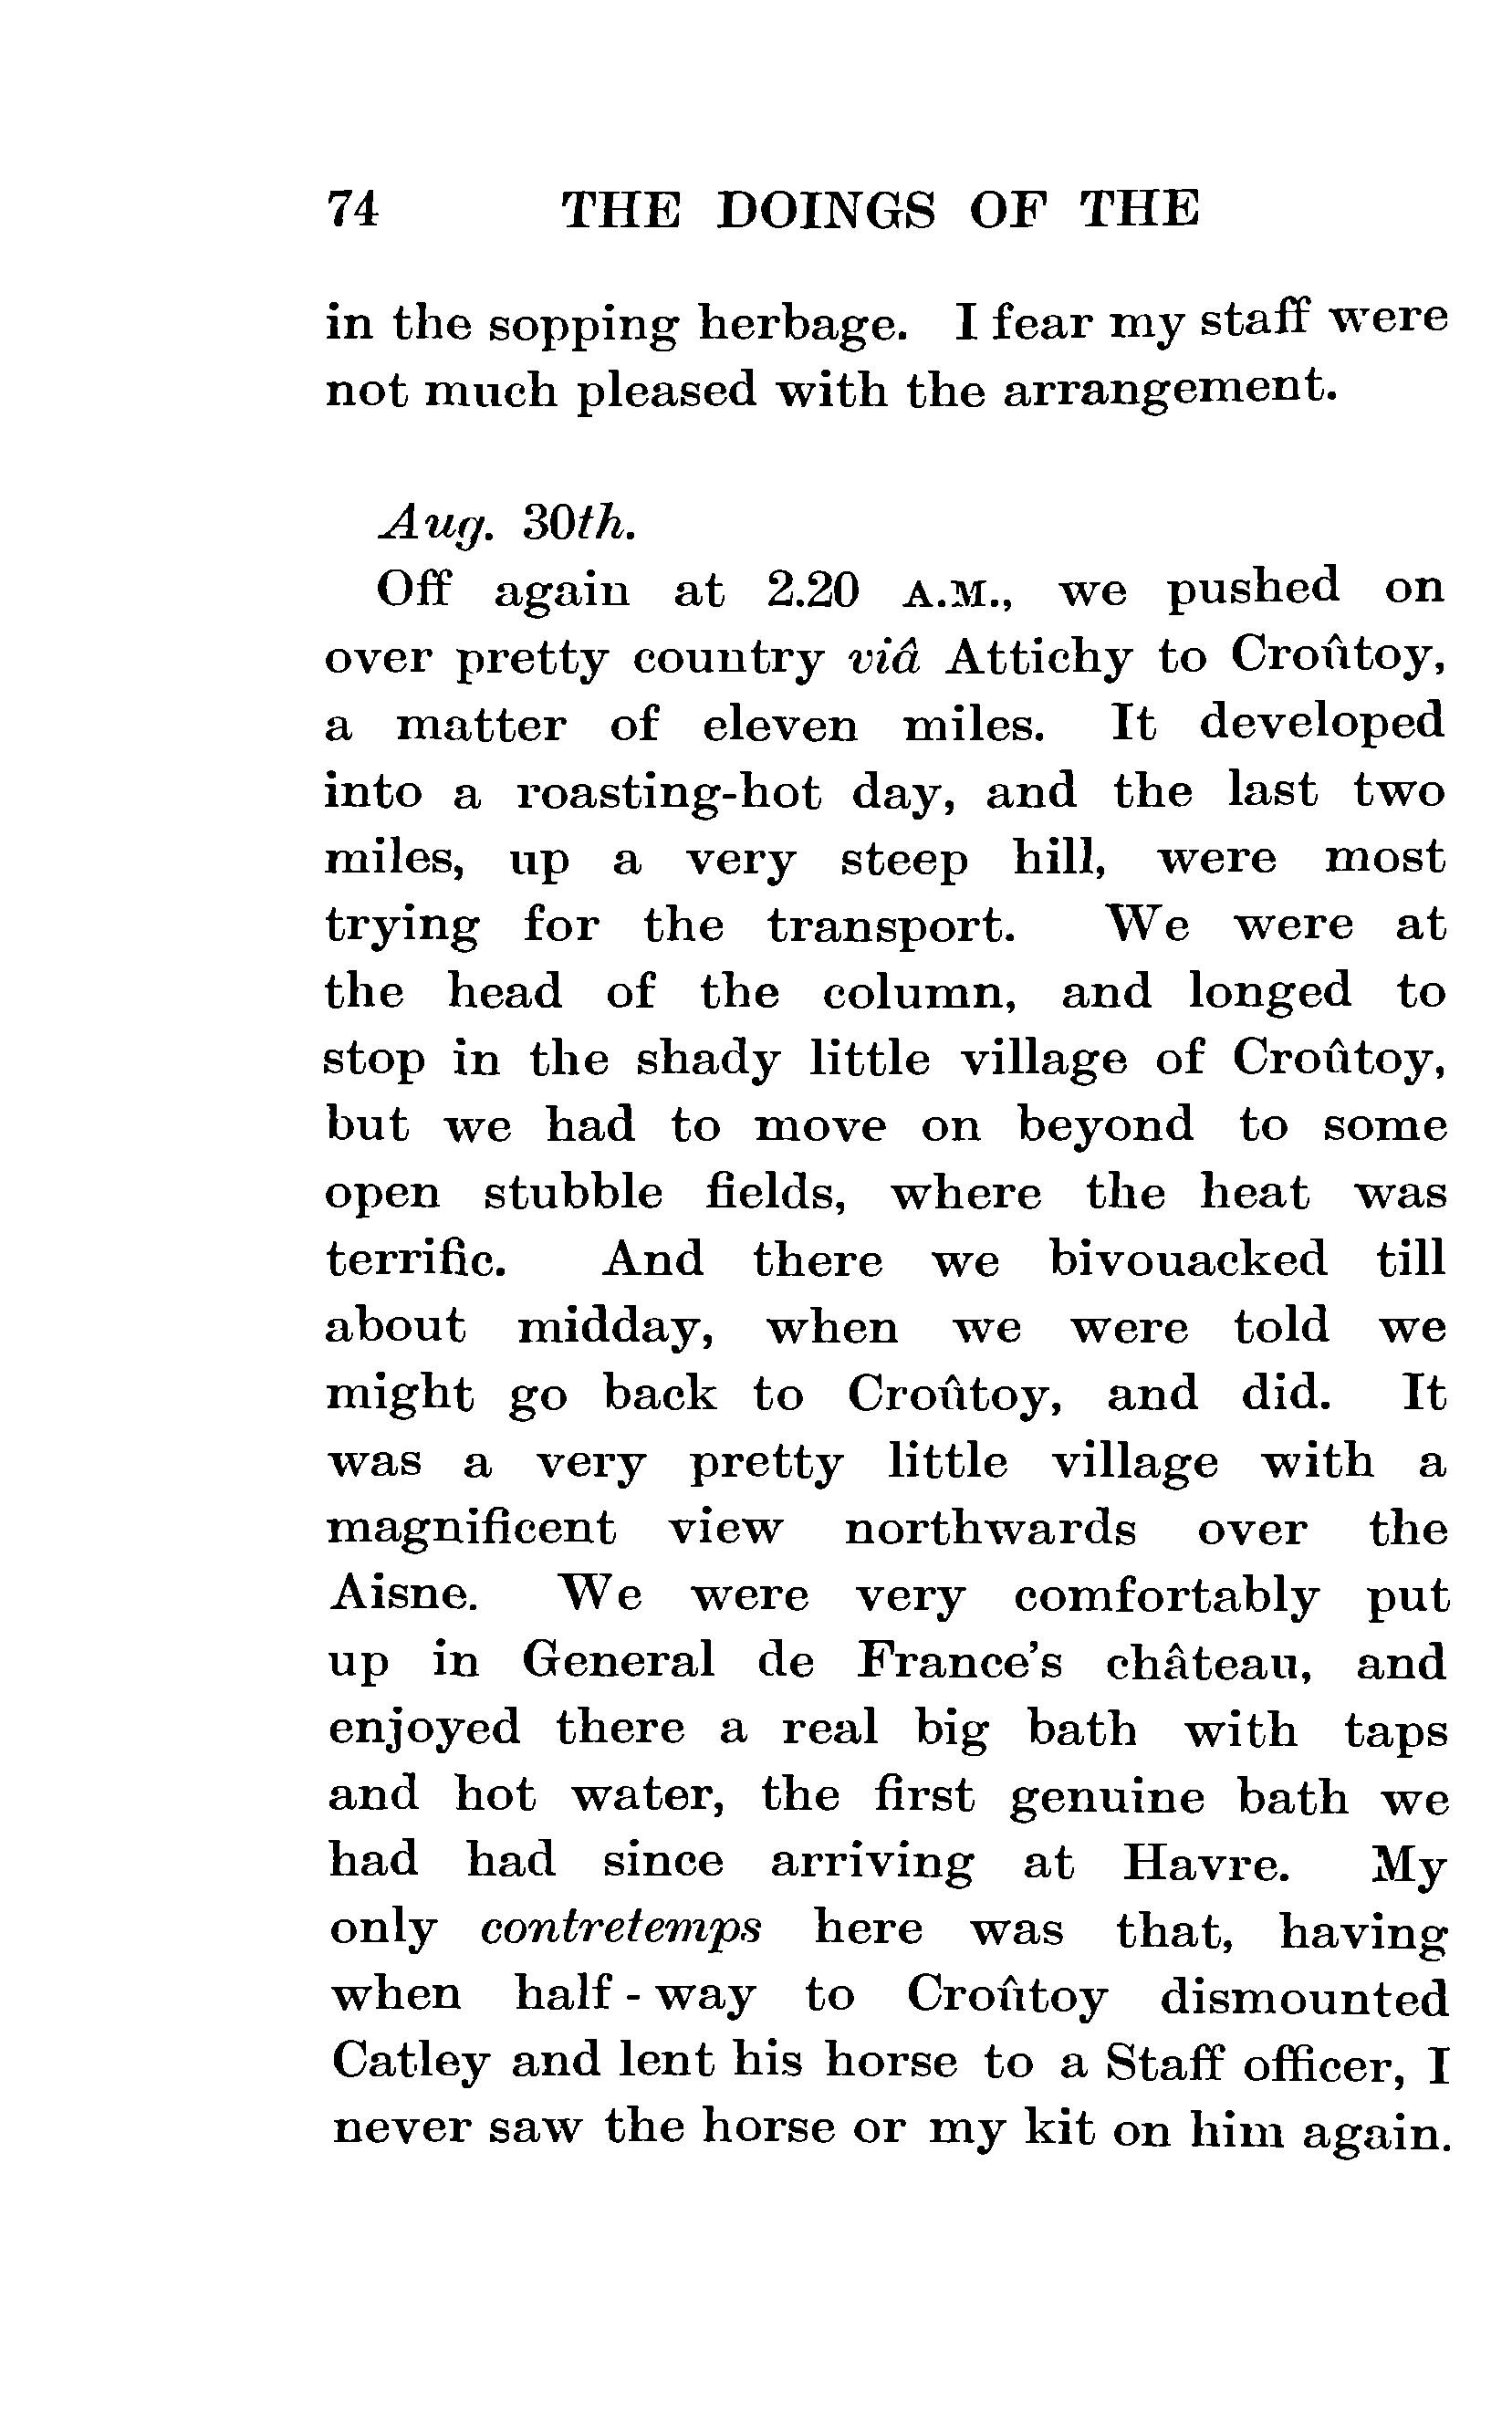 74 THE DOINGS OF THE
in the sopping herbage. I fear my staff were
not much pleased with the arrangement.
Aug. 30th.
Off again at 2.20 A.M., we pushed on
over pretty country viâ Attichy to Croûtoy,
a matter of eleven miles. It developed
into a roasting-hot day, and the last two
miles, up a very steep hill, were most
trying for the transport. We were at
the head of the column, and longed to
stop in the shady little village of Croûtoy,
but we had to move on beyond to some
open stubble fields, where the heat was
terrific. And there we bivouacked till
about midday, when we were told we
might go back to Croûtoy, and did. It
was a very pretty little village with a
magnificent view northwards over the
Aisne. We were very comfortably put
up in General de France's château, and
enjoyed there a real big bath with taps
and hot water, the first genuine bath we
had had since arriving at Havre. My
only contretemps here was that, having
when half-way to Croûtoy dismounted
Catley and lent his horse to a Staff officer, I
never saw the horse or my kit on him again.